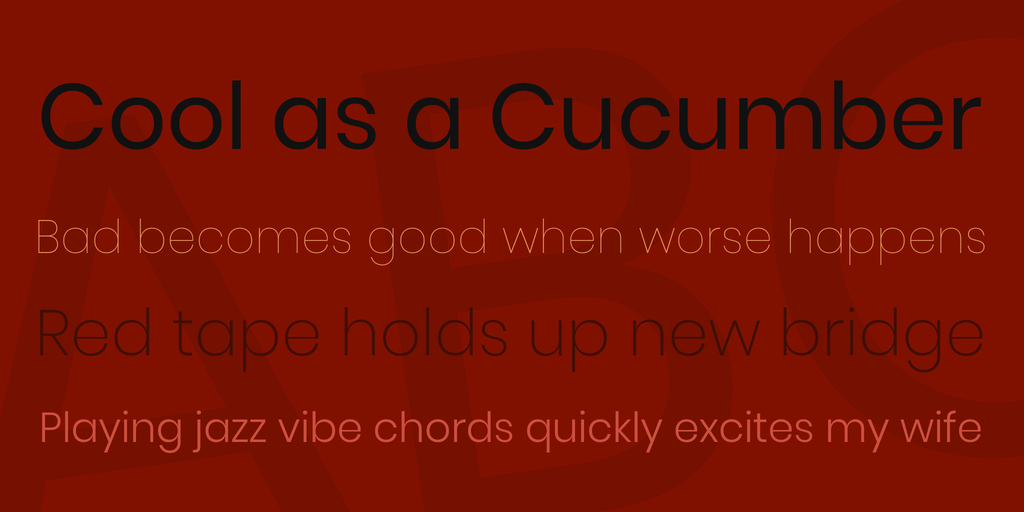 Cool as a Cucumber
Bad becomes good when worse happens
Red tape holds up new bridge
Playing jazz vibe chords quickly excites my wife
ABC